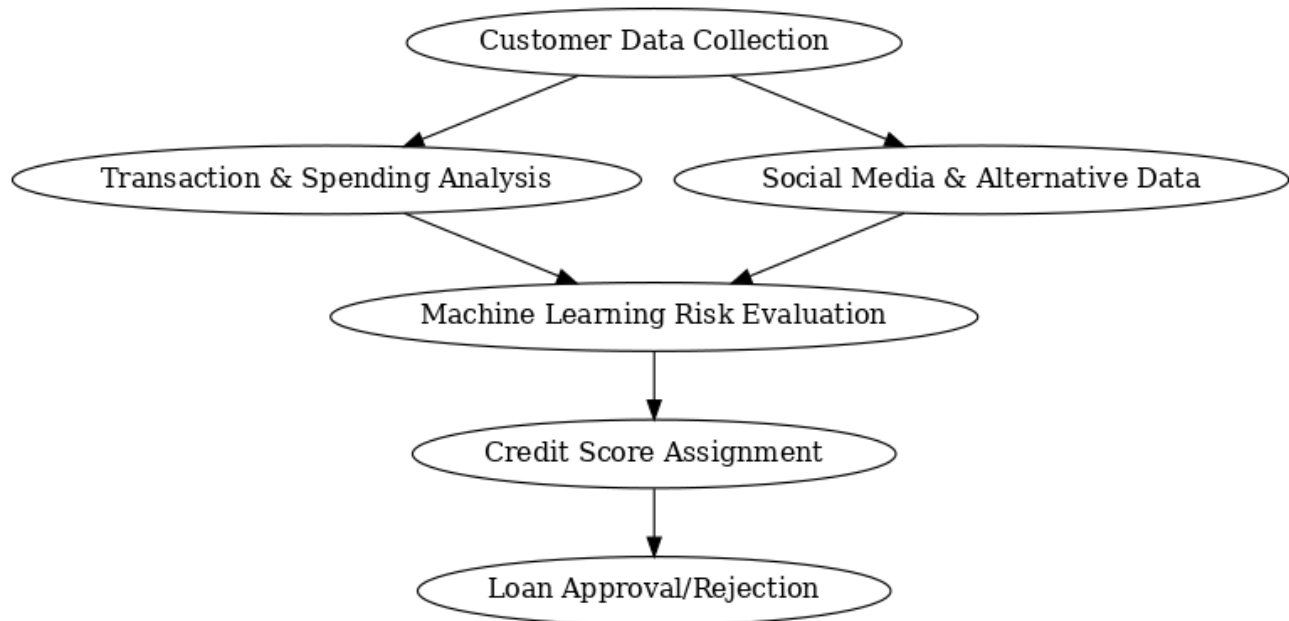 Customer Data Collection
Transaction & Spending Analysis
Social Media & Alternative Data
Machine Learning Risk Evaluation
Credit Score Assignment
Loan Approval/Rejection